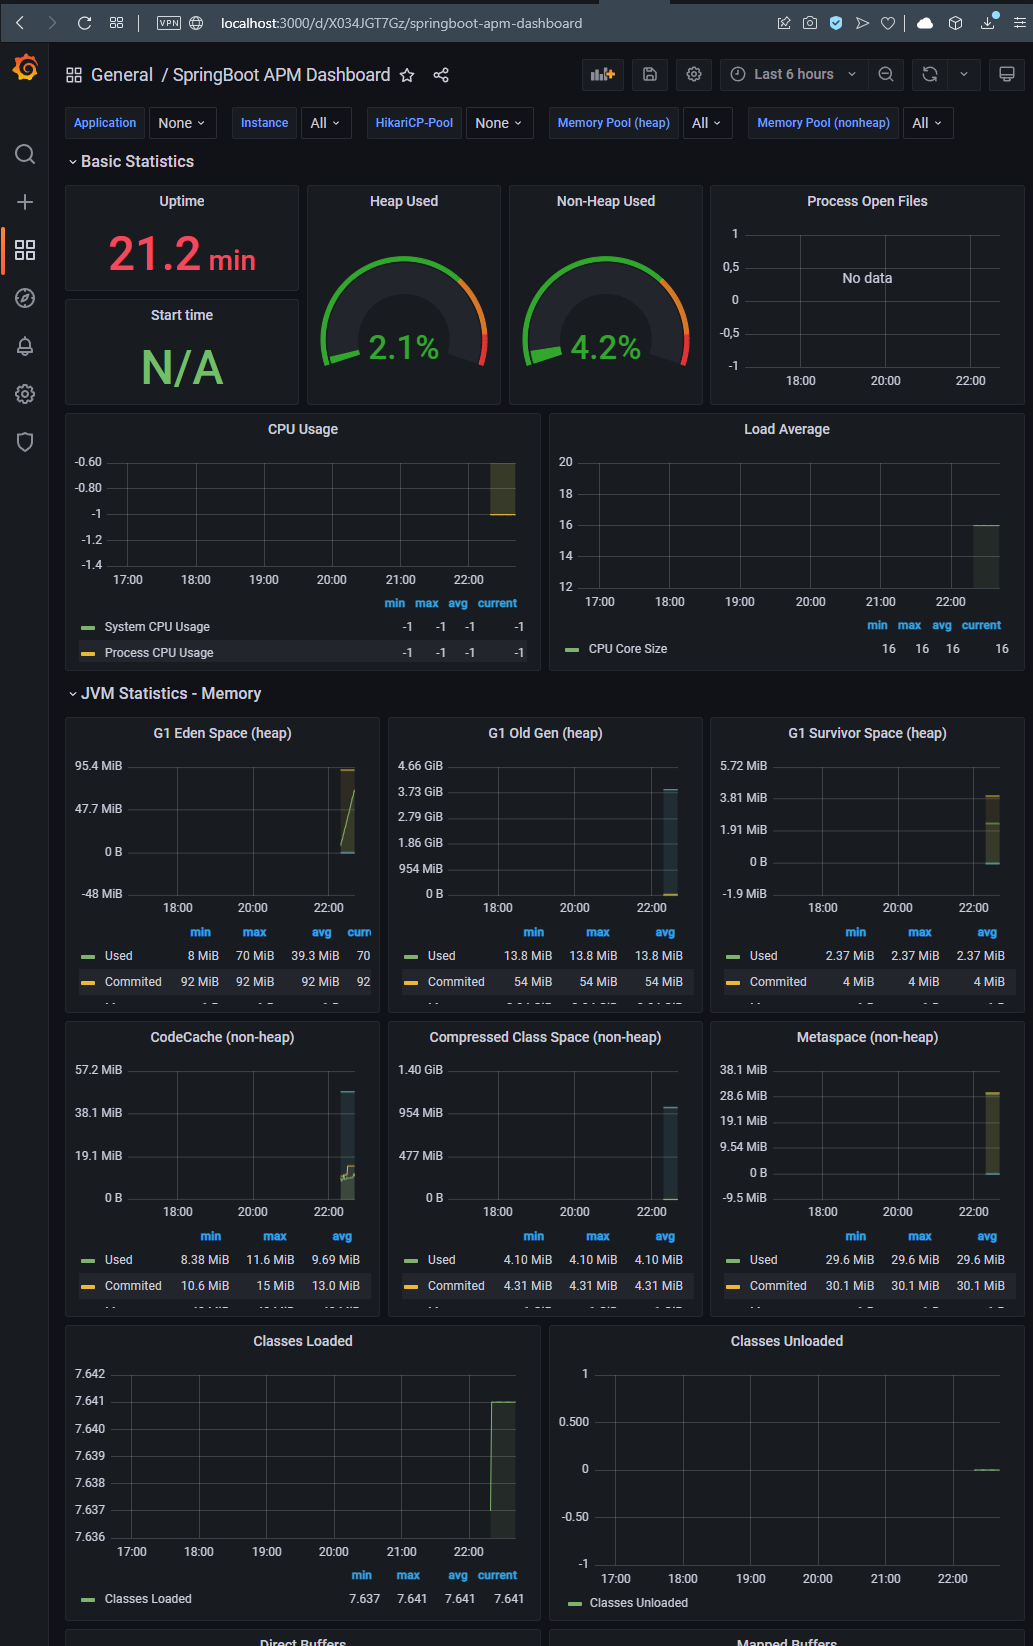 VPN localhost:3000/d/X034JGT7Gz/springboot-apm-dashboard
General / SpringBoot APM Dashboard Last 6 hours
Application None Instance All HikariCP-Pool None Memory Pool (heap) All Memory Pool (nonheap) All
Basic Statistics
Uptime
21.2 min
Start time
N/A
Heap Used
2.1%
Non-Heap Used
4.2%
Process Open Files
1
0,5
0
-0,5
-1
No data
18:00 20:00 22:00
CPU Usage
-0.60
-0.80
-1
-1.2
-1.4
17:00 18:00 19:00 20:00 21:00 22:00
min max avg current
System CPU Usage -1 -1 -1 -1
Process CPU Usage -1 -1 -1 -1
Load Average
20
18
16
14
12
17:00 18:00 19:00 20:00 21:00 22:00
min max avg current
CPU Core Size 16 16 16 16
JVM Statistics - Memory
G1 Eden Space (heap)
95.4 MiB
47.7 MiB
0 B
-48 MiB
18:00 20:00 22:00
min max avg curr
Used 8 MiB 70 MiB 39.3 MiB 70
Commited 92 MiB 92 MiB 92 MiB 92
G1 Old Gen (heap)
4.66 GiB
3.73 GiB
2.79 GiB
1.86 GiB
954 MiB
0 B
18:00 20:00 22:00
min max avg
Used 13.8 MiB 13.8 MiB 13.8 MiB
Commited 54 MiB 54 MiB 54 MiB
G1 Survivor Space (heap)
5.72 MiB
3.81 MiB
1.91 MiB
0 B
-1.9 MiB
18:00 20:00 22:00
min max avg
Used 2.37 MiB 2.37 MiB 2.37 MiB
Commited 4 MiB 4 MiB 4 MiB
CodeCache (non-heap)
57.2 MiB
38.1 MiB
19.1 MiB
0 B
18:00 20:00 22:00
min max avg
Used 8.38 MiB 11.6 MiB 9.69 MiB
Commited 10.6 MiB 15 MiB 13.0 MiB
Compressed Class Space (non-heap)
1.40 GiB
954 MiB
477 MiB
0 B
18:00 20:00 22:00
min max avg
Used 4.10 MiB 4.10 MiB 4.10 MiB
Commited 4.31 MiB 4.31 MiB 4.31 MiB
Metaspace (non-heap)
38.1 MiB
28.6 MiB
19.1 MiB
9.54 MiB
0 B
-9.5 MiB
18:00 20:00 22:00
min max avg
Used 29.6 MiB 29.6 MiB 29.6 MiB
Commited 30.1 MiB 30.1 MiB 30.1 MiB
Classes Loaded
7.642
7.641
7.640
7.639
7.638
7.637
7.636
17:00 18:00 19:00 20:00 21:00 22:00
min max avg current
Classes Loaded 7.637 7.641 7.641 7.641
Classes Unloaded
1
0.500
0
-0.50
-1
17:00 18:00 19:00 20:00 21:00 22:00
Classes Unloaded
Direct Buffers
Mapped Buffers